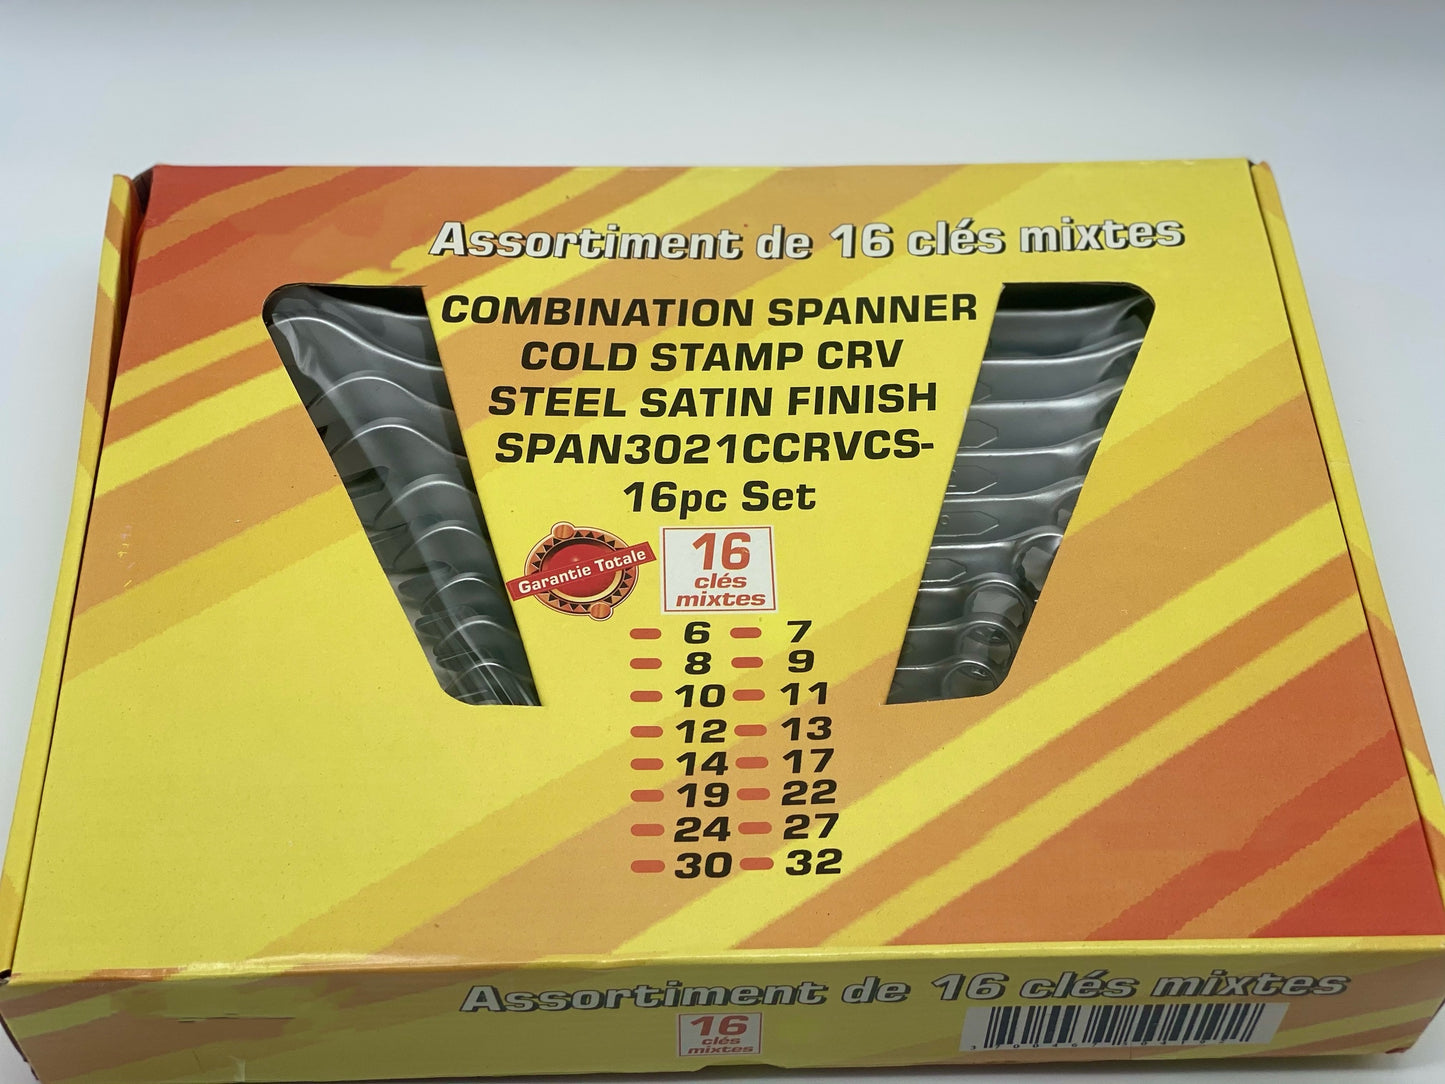 Assortiment de 16 clés mixtes
COMBINATION SPANNER
COLD STAMP CRV
STEEL SATIN FINISH
SPAN3021CCRVCS-
16pc Set
Garantie Totale
16
clés
mixtes
6 7
8 9
10 11
12 13
14 17
19 22
24 27
30 32
Assortiment de 16 clés mixtes
16
clés
mixtes